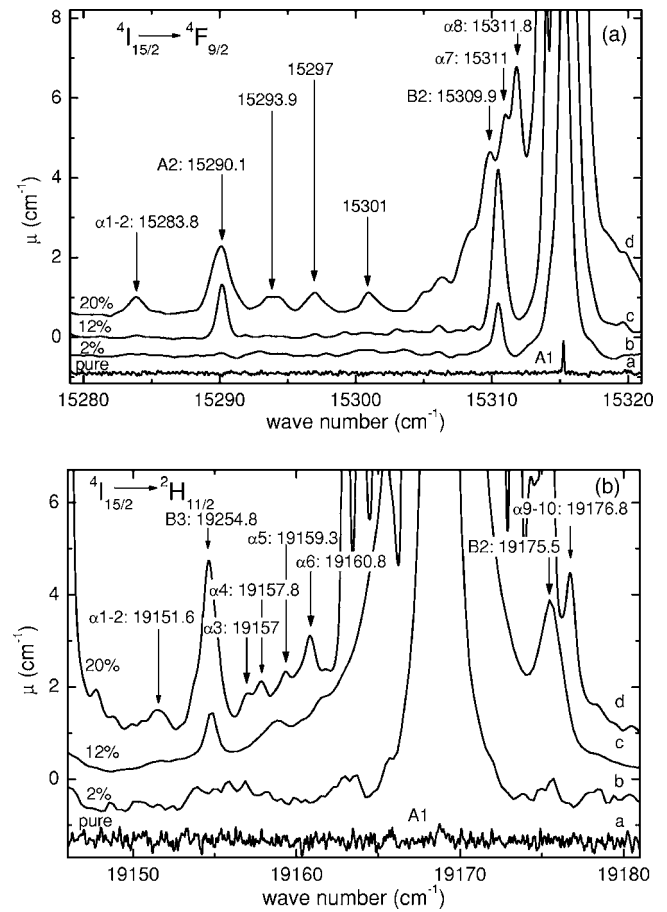 8
6
4
2
0
⁴I₁₅/₂ → ⁴F₉/₂
(a)
α8: 15311.8
α7: 15311
B2: 15309.9
15297
15293.9
A2: 15290.1
15301
α1-2: 15283.8
20%
12%
2%
pure
A1
d
c
b
a
μ (cm⁻¹)
15280
15290
15300
15310
15320
wave number (cm⁻¹)
6
4
2
0
⁴I₁₅/₂ → ²H₁₁/₂
(b)
B3: 19254.8
α5: 19159.3
α6: 19160.8
α4: 19157.8
α3: 19157
α1-2: 19151.6
α9-10: 19176.8
B2: 19175.5
20%
12%
2%
pure
A1
d
c
b
a
μ (cm⁻¹)
19150
19160
19170
19180
wave number (cm⁻¹)